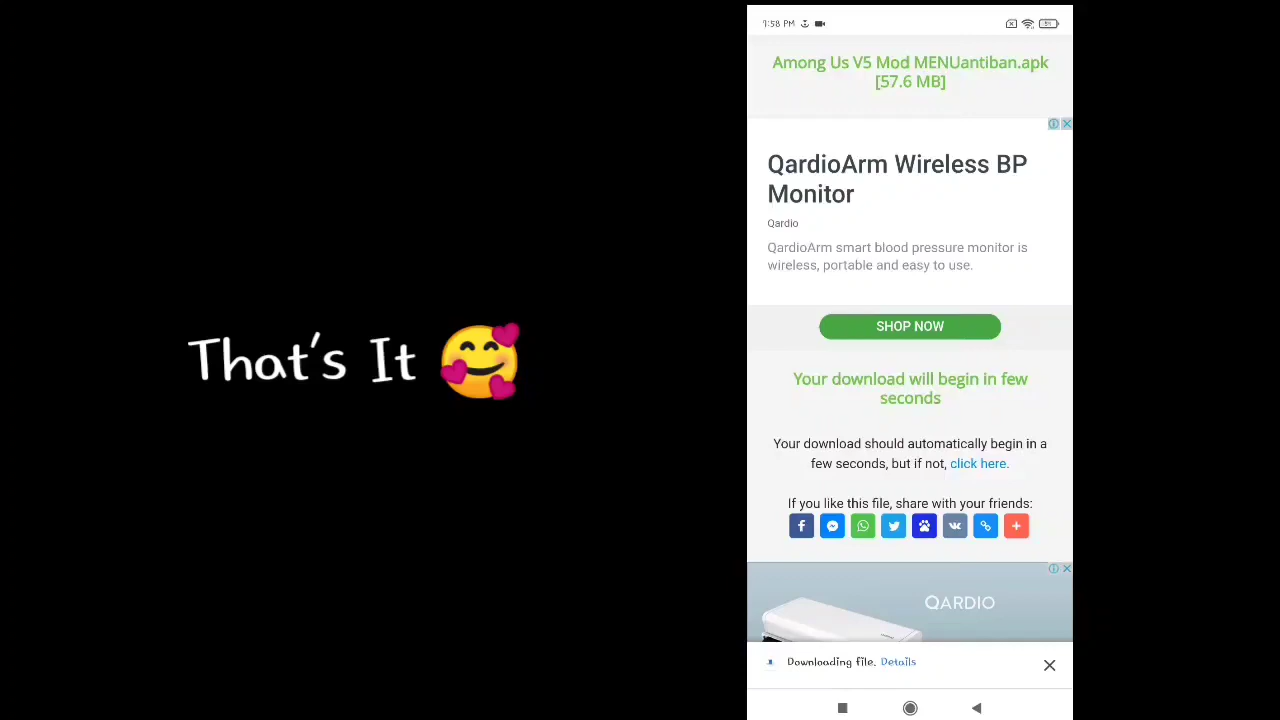 That's It 🥰
1:58 PM
Among Us V5 Mod MENUantiban.apk
[57.6 MB]
QardioArm Wireless BP
Monitor
Qardio
QardioArm smart blood pressure monitor is
wireless, portable and easy to use.
SHOP NOW
Your download will begin in few
seconds
Your download should automatically begin in a
few seconds, but if not, click here.
If you like this file, share with your friends:
QARDIO
Downloading file. Details